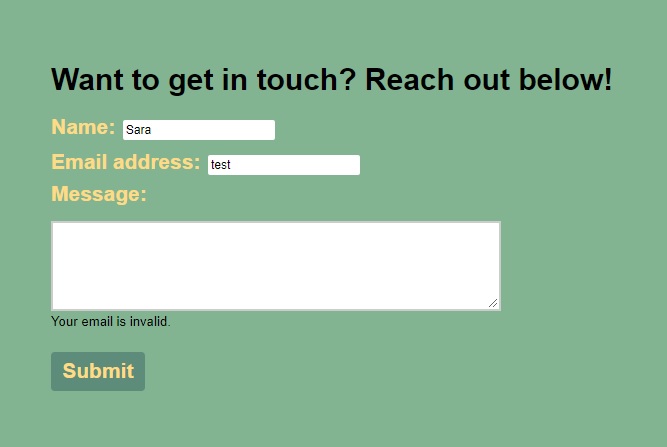 Want to get in touch? Reach out below!
Name: Sara
Email address: test
Message:
Your email is invalid.
Submit